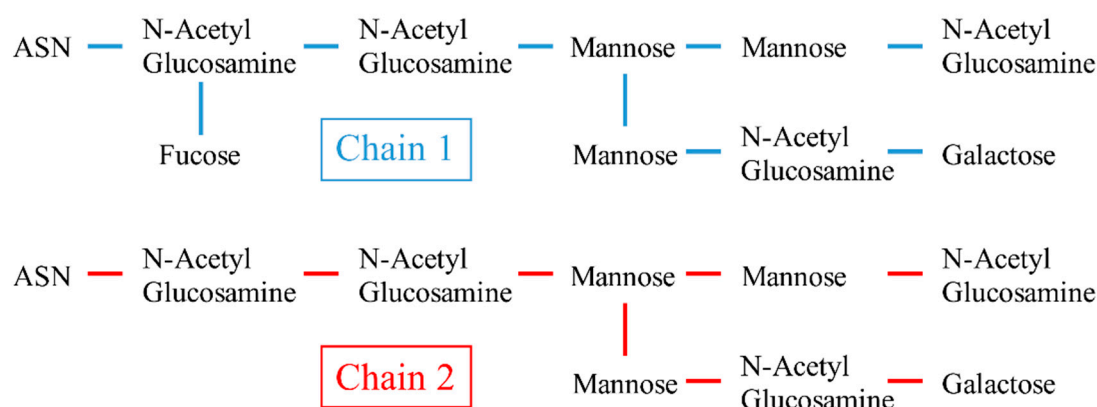 ASN N-Acetyl Glucosamine N-Acetyl Glucosamine Mannose Mannose N-Acetyl Glucosamine
Fucose Chain 1 Mannose N-Acetyl Glucosamine Galactose
ASN N-Acetyl Glucosamine N-Acetyl Glucosamine Mannose Mannose N-Acetyl Glucosamine
Chain 2 Mannose N-Acetyl Glucosamine Galactose